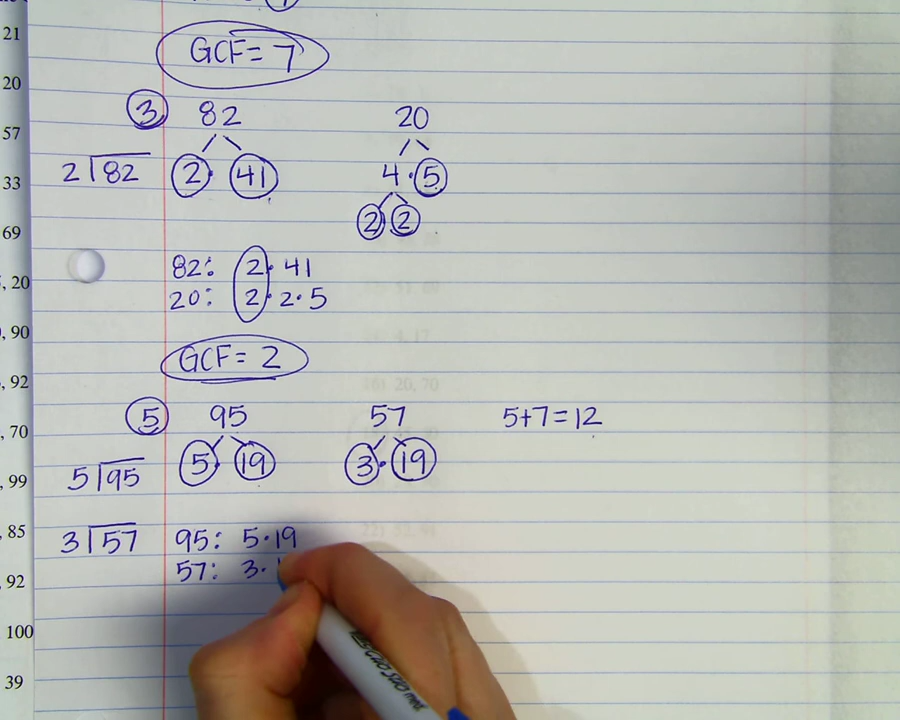 21
GCF = 7
20
3 82 20
57
2 82 2 · 41 4 · 5
33
2 2
69
82: 2 · 41
, 20
20: 2 · 2 · 5
, 90
GCF = 2
, 92
5 95 57 5+7=12
, 70
5 95 5 · 19 3 · 19
, 99
, 85
3 57 95: 5 · 19
57: 3 ·
, 92
100
39